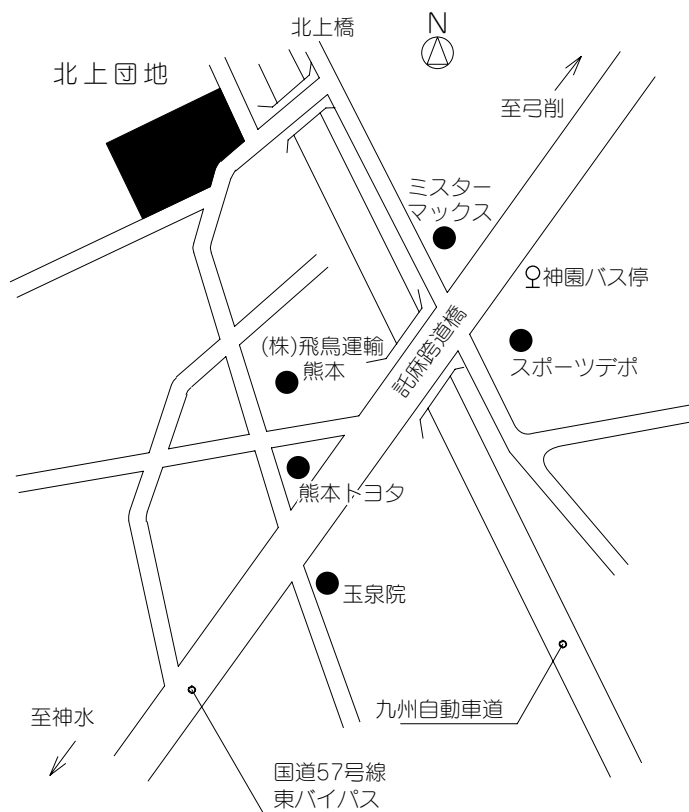 北上橋
N
北上団地
至弓削
ミスター
マックス
神園バス停
託麻跨道橋
(株)飛鳥運輸
熊本
スポーツデポ
熊本トヨタ
玉泉院
九州自動車道
至神水
国道57号線
東バイパス